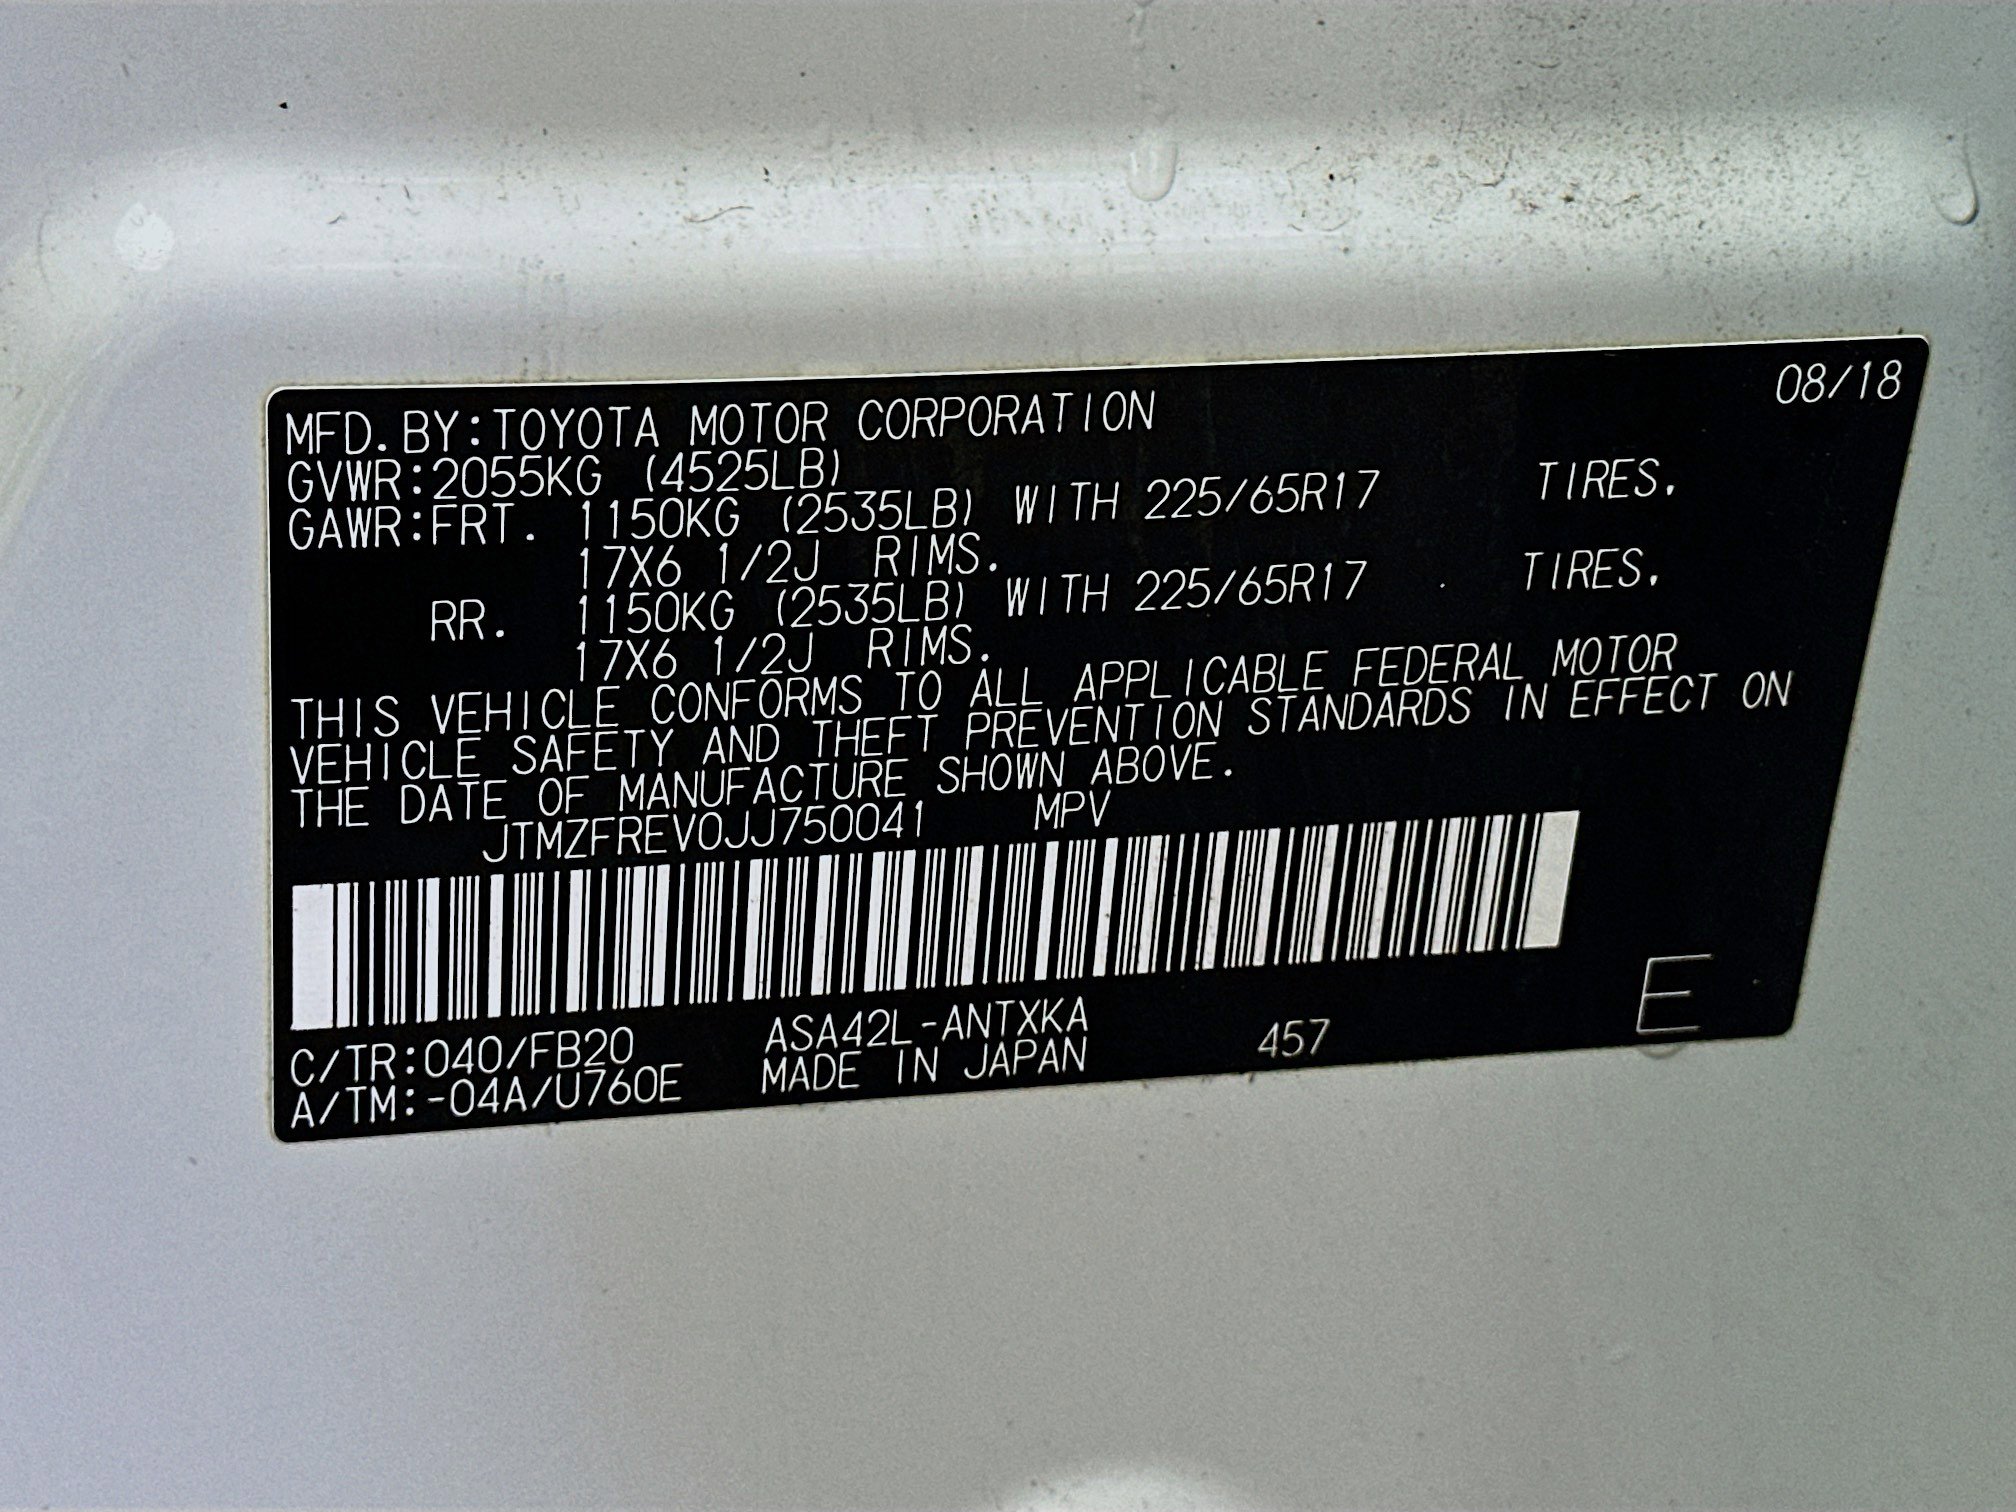 08/18
MFD.BY:TOYOTA MOTOR CORPORATION
GVWR:2055KG (4525LB)
GAWR:FRT. 1150KG (2535LB) WITH 225/65R17 TIRES.
17X6 1/2J RIMS.
RR. 1150KG (2535LB) WITH 225/65R17 TIRES.
17X6 1/2J RIMS.
THIS VEHICLE CONFORMS TO ALL APPLICABLE FEDERAL MOTOR
VEHICLE SAFETY AND THEFT PREVENTION STANDARDS IN EFFECT ON
THE DATE OF MANUFACTURE SHOWN ABOVE.
JTMZFREV0JJ750041 MPV
C/TR:040/FB20 ASA42L-ANTXKA
A/TM:-04A/U760E MADE IN JAPAN 457 E